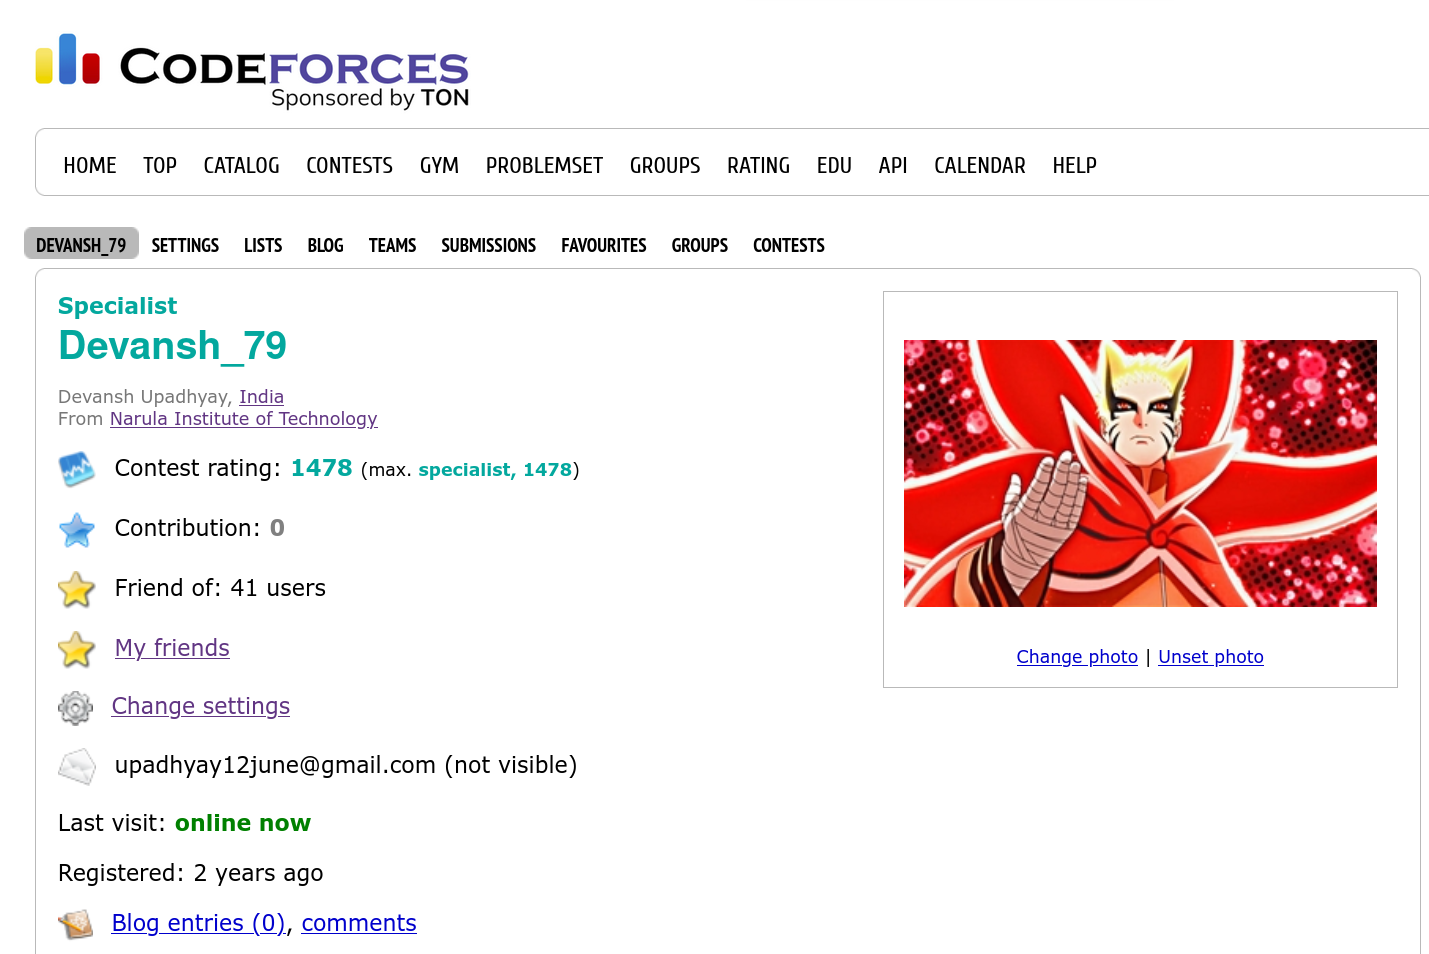 CODEFORCES
Sponsored by TON
HOME TOP CATALOG CONTESTS GYM PROBLEMSET GROUPS RATING EDU API CALENDAR HELP
DEVANSH_79 SETTINGS LISTS BLOG TEAMS SUBMISSIONS FAVOURITES GROUPS CONTESTS
Specialist
Devansh_79
Devansh Upadhyay, India
From Narula Institute of Technology
Contest rating: 1478 (max. specialist, 1478)
Contribution: 0
Friend of: 41 users
My friends
Change settings
upadhyay12june@gmail.com (not visible)
Last visit: online now
Registered: 2 years ago
Blog entries (0), comments
Change photo | Unset photo